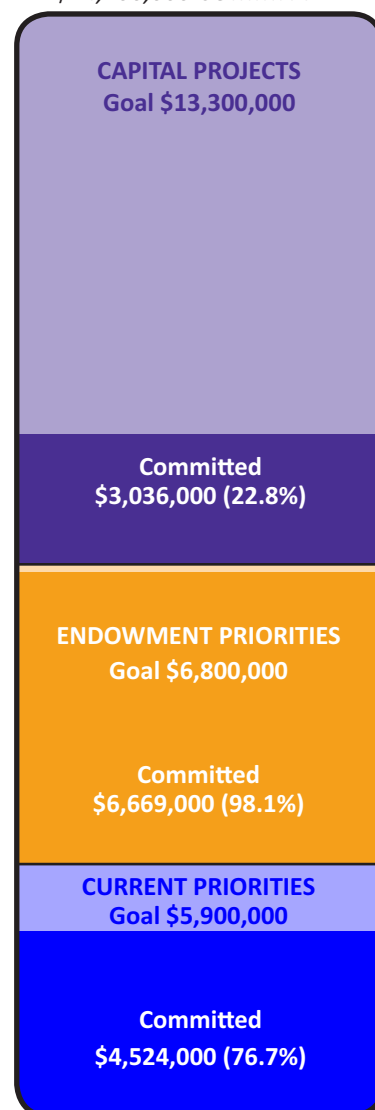 CAPITAL PROJECTS
Goal $13,300,000
Committed
$3,036,000 (22.8%)
ENDOWMENT PRIORITIES
Goal $6,800,000
Committed
$6,669,000 (98.1%)
CURRENT PRIORITIES
Goal $5,900,000
Committed
$4,524,000 (76.7%)